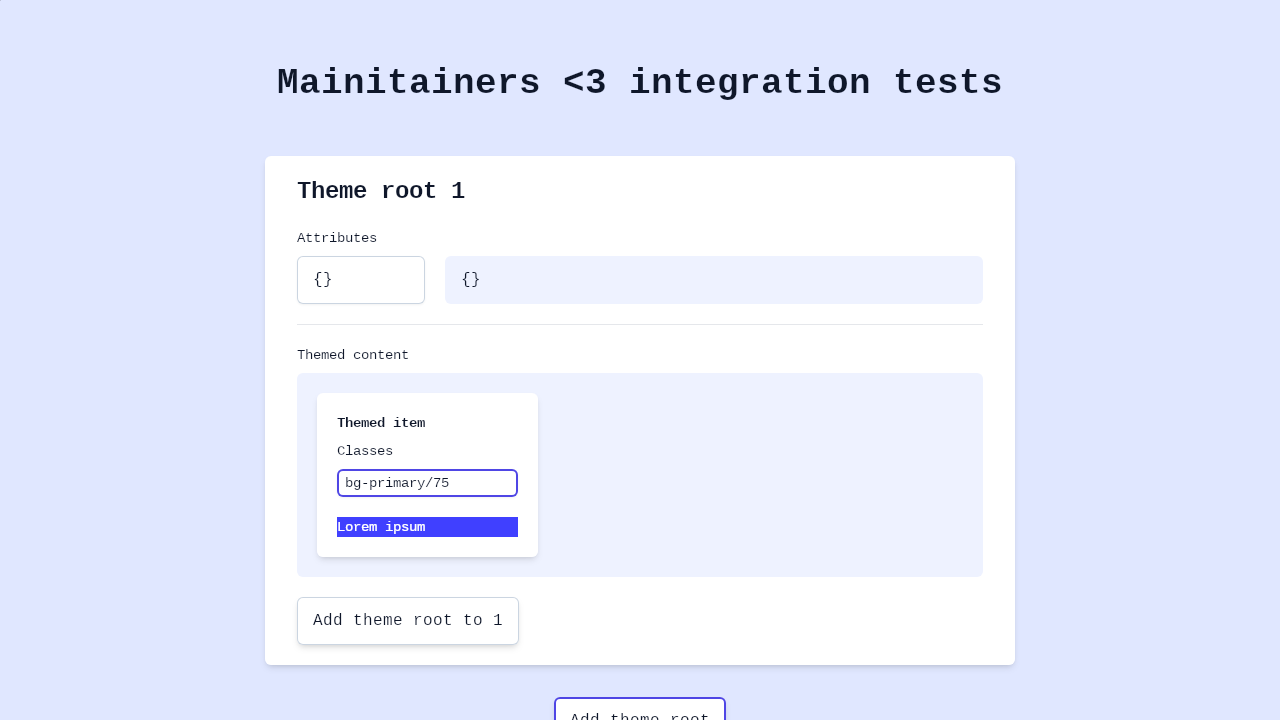 Mainitainers <3 integration tests
Theme root 1
Attributes
{} {}
Themed content
Themed item
Classes
bg-primary/75
Lorem ipsum
Add theme root to 1
Add theme root